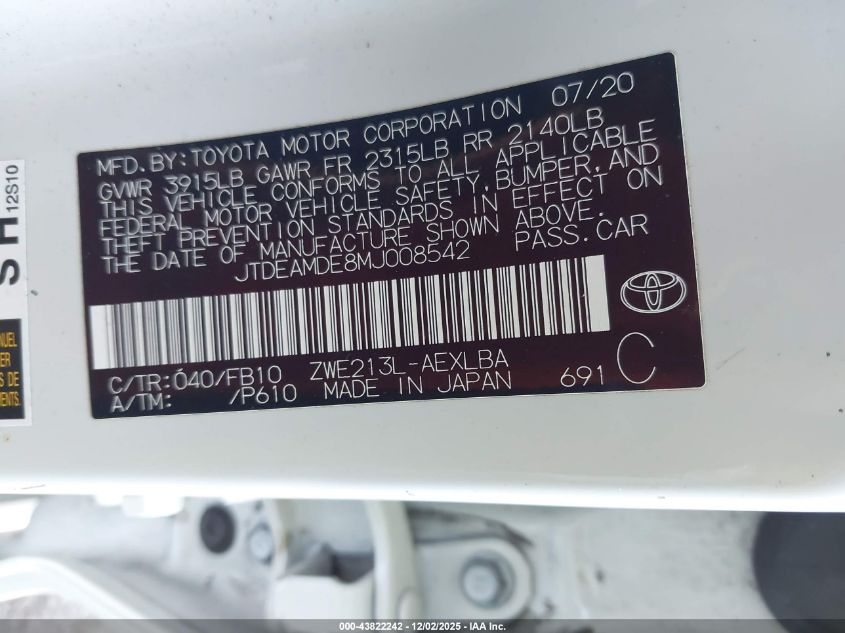 MFD. BY: TOYOTA MOTOR CORPORATION 07/20
GVWR 3915LB GAWR FR 2315LB RR 2140LB
THIS VEHICLE CONFORMS TO ALL APPLICABLE
FEDERAL MOTOR VEHICLE SAFETY, BUMPER, AND
THEFT PREVENTION STANDARDS IN EFFECT ON
THE DATE OF MANUFACTURE SHOWN ABOVE.
JTDEAMDE8MJ008542 PASS. CAR
C/TR: 040/FB10 ZWE213L-AEXLBA
A/TM: /P610 MADE IN JAPAN 691 C
12S10
000-43822242 - 12/02/2025 - IAA Inc.